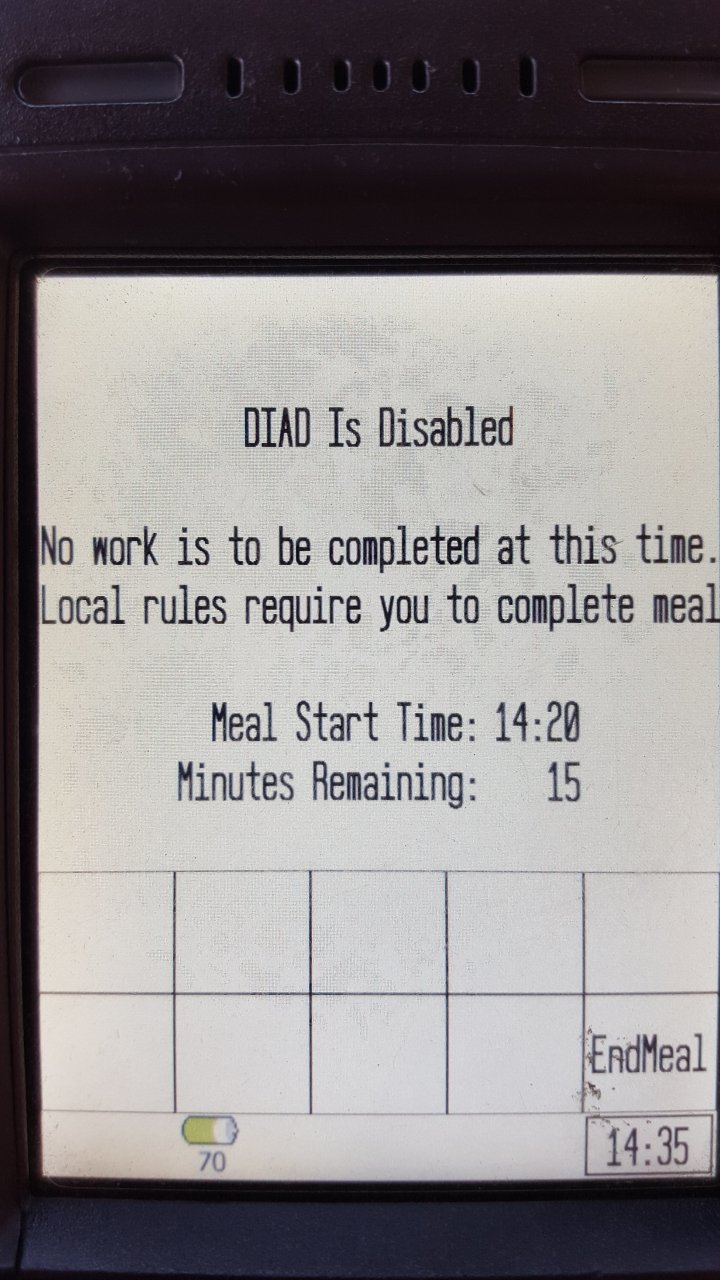 DIAD Is Disabled
No work is to be completed at this time.
Local rules require you to complete meal
Meal Start Time: 14:20
Minutes Remaining: 15
EndMeal
70
14:35